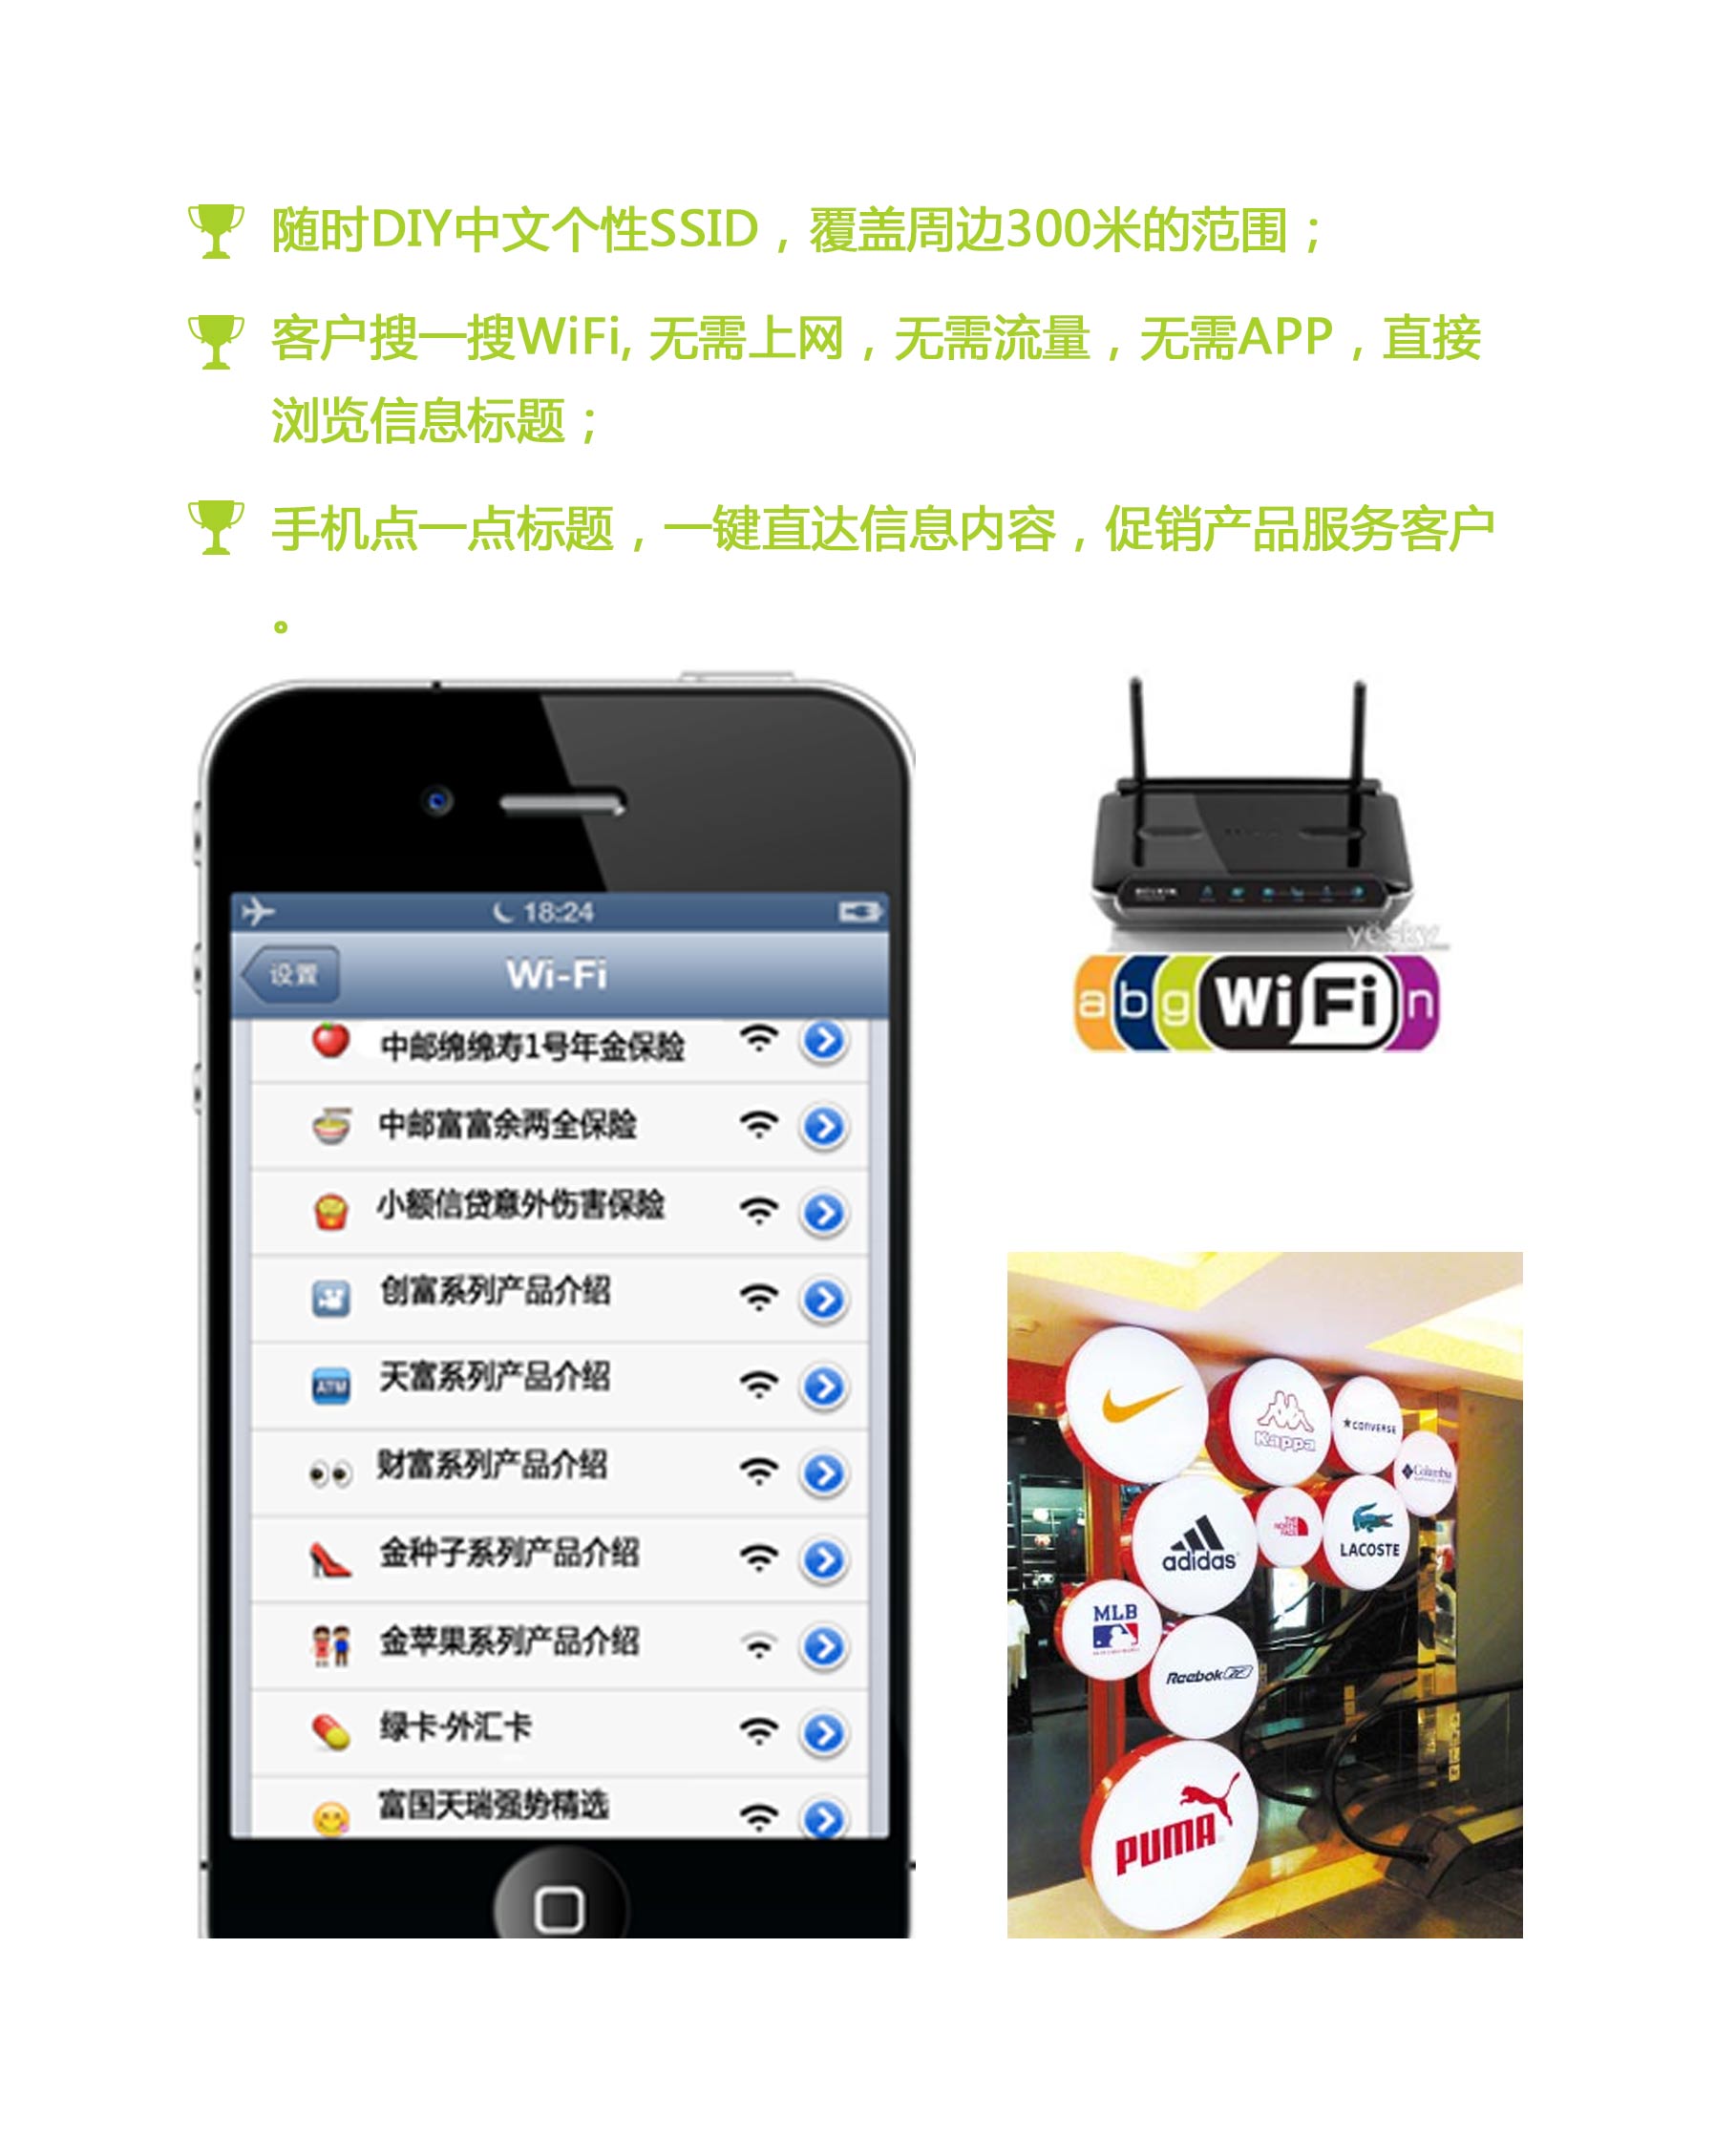 随时DIY中文个性SSID，覆盖周边300米的范围；
客户搜一搜WiFi, 无需上网，无需流量，无需APP，直接
浏览信息标题；
手机点一点标题，一键直达信息内容，促销产品服务客户
。
18:24
设置
Wi-Fi
中邮绵绵寿1号年金保险
中邮富富余两全保险
小额信贷意外伤害保险
创富系列产品介绍
ATM
天富系列产品介绍
财富系列产品介绍
金种子系列产品介绍
金苹果系列产品介绍
绿卡-外汇卡
富国天瑞强势精选
BELKIN
yesky
a b g WiFi n
Kappa
CONVERSE
Columbia
adidas
THE NORTH FACE
LACOSTE
MLB
Reebok
PUMA